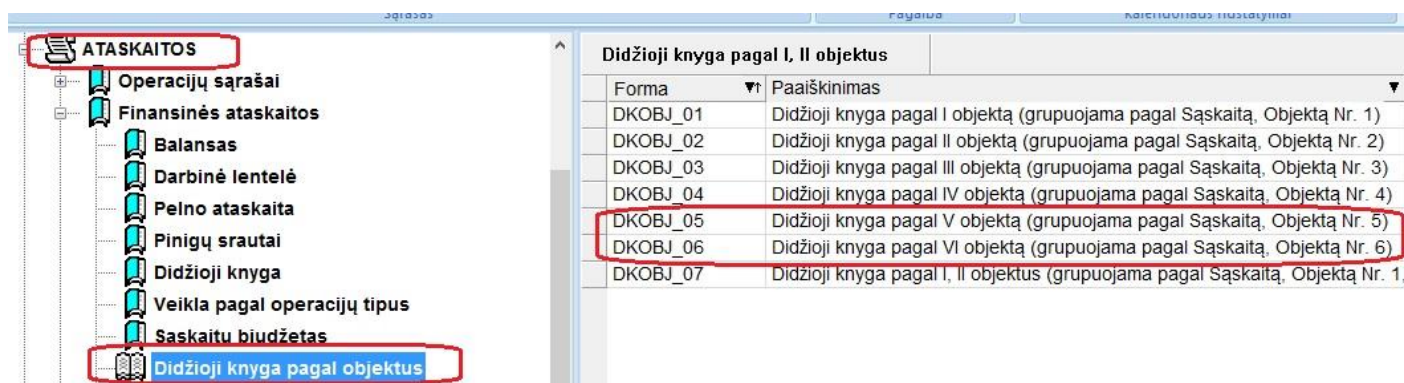 Sąrašas
Pagalba
Kalendoriaus nustatymai
ATASKAITOS
Operacijų sąrašai
Finansinės ataskaitos
Balansas
Darbinė lentelė
Pelno ataskaita
Pinigų srautai
Didžioji knyga
Veikla pagal operacijų tipus
Sąskaitų biudžetas
Didžioji knyga pagal objektus
Didžioji knyga pagal I, II objektus
Forma Paaiškinimas
DKOBJ_01 Didžioji knyga pagal I objektą (grupuojama pagal Sąskaitą, Objektą Nr. 1)
DKOBJ_02 Didžioji knyga pagal II objektą (grupuojama pagal Sąskaitą, Objektą Nr. 2)
DKOBJ_03 Didžioji knyga pagal III objektą (grupuojama pagal Sąskaitą, Objektą Nr. 3)
DKOBJ_04 Didžioji knyga pagal IV objektą (grupuojama pagal Sąskaitą, Objektą Nr. 4)
DKOBJ_05 Didžioji knyga pagal V objektą (grupuojama pagal Sąskaitą, Objektą Nr. 5)
DKOBJ_06 Didžioji knyga pagal VI objektą (grupuojama pagal Sąskaitą, Objektą Nr. 6)
DKOBJ_07 Didžioji knyga pagal I, II objektus (grupuojama pagal Sąskaitą, Objektą Nr. 1,